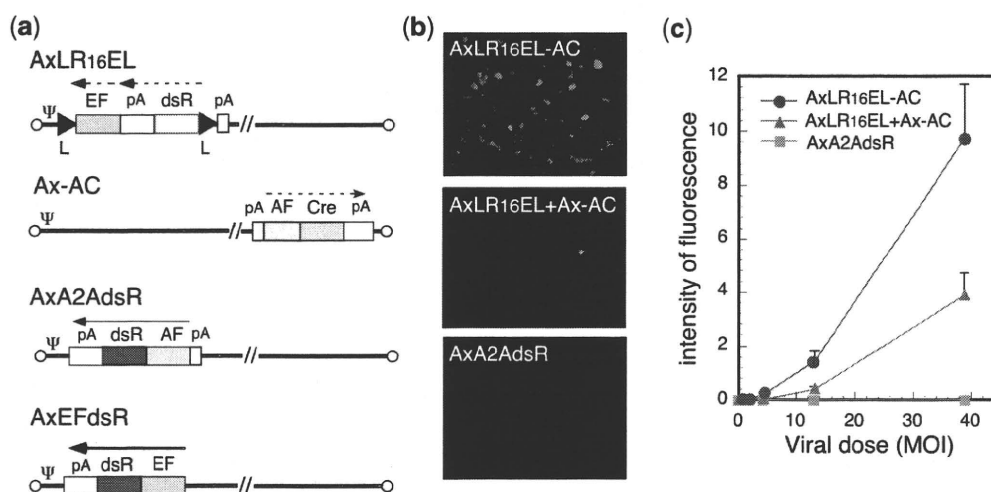 (a)
AxLR16EL
Ψ EF pA dsR pA
L L
Ax-AC
Ψ pA AF Cre pA
AxA2AdsR
Ψ pA dsR AF pA
AxEFdsR
Ψ pA dsR EF
(b)
AxLR16EL-AC
AxLR16EL+Ax-AC
AxA2AdsR
(c)
12
10
8
6
4
2
0
intensity of fluorescence
AxLR16EL-AC
AxLR16EL+Ax-AC
AxA2AdsR
0 10 20 30 40
Viral dose (MOI)